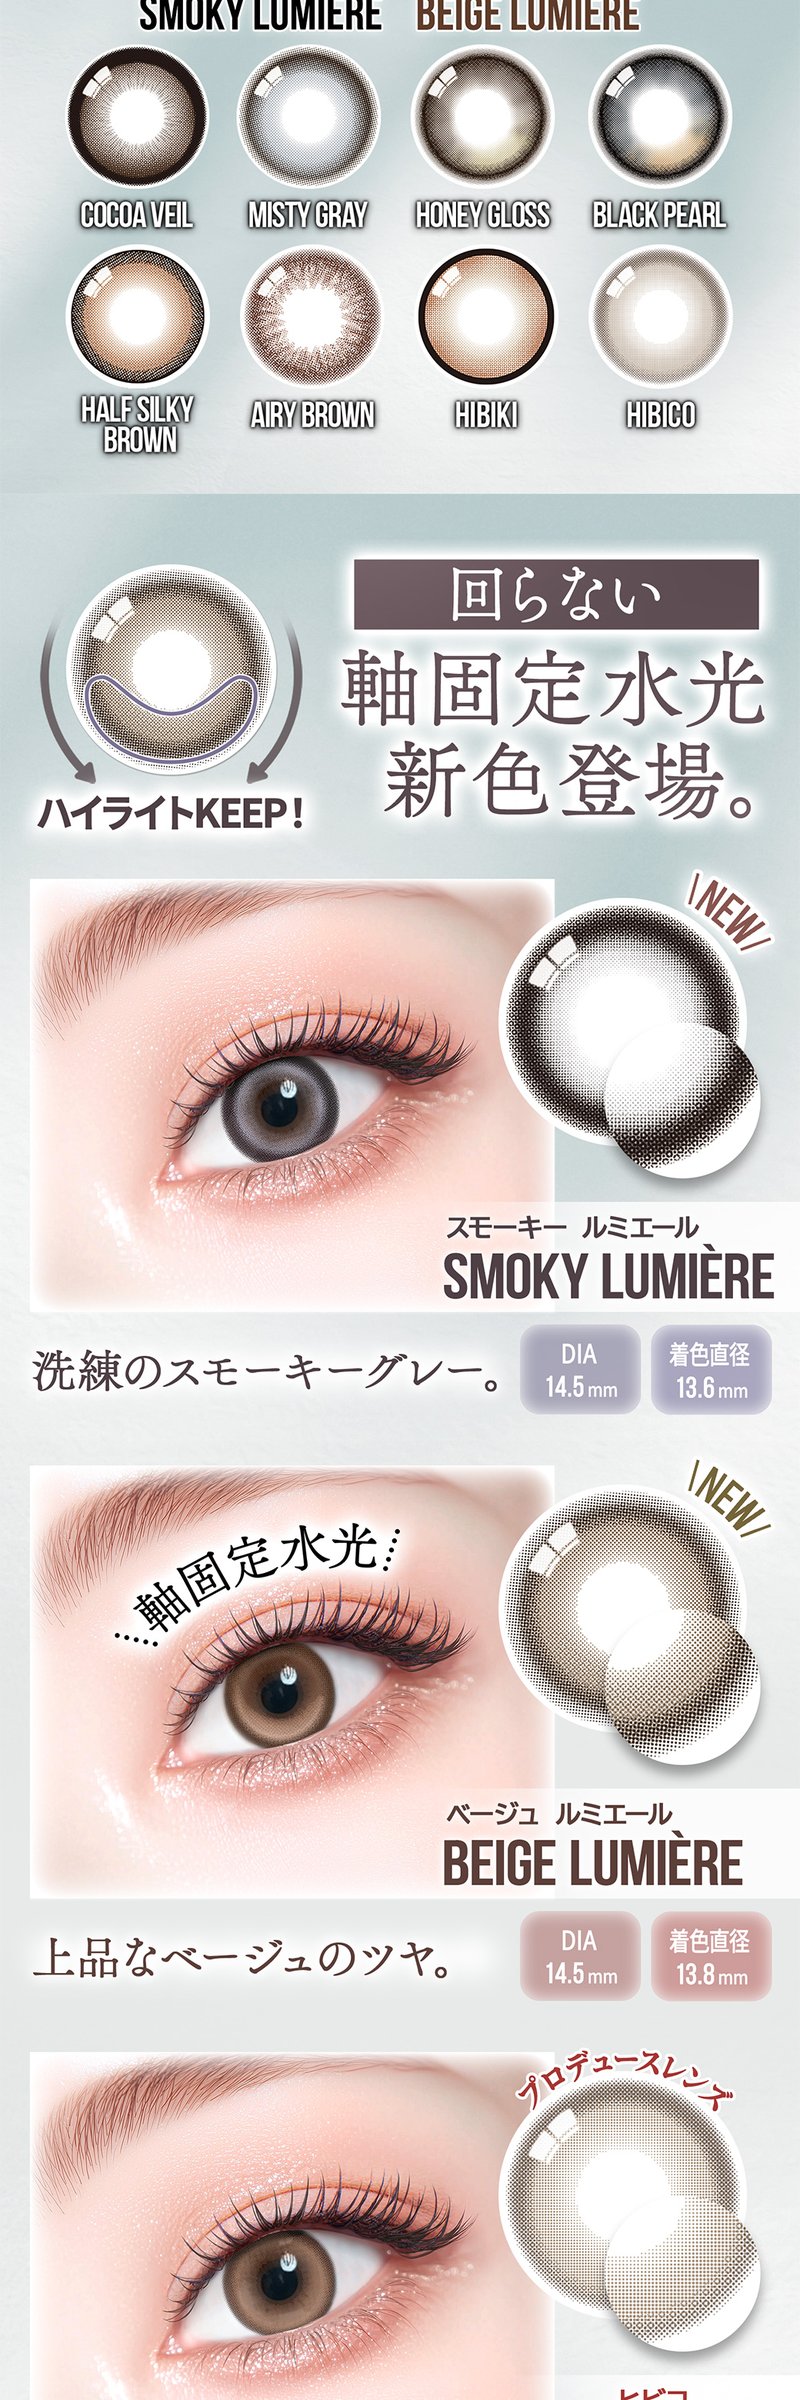 SMOKY LUMIÈRE BEIGE LUMIÈRE
COCOA VEIL MISTY GRAY HONEY GLOSS BLACK PEARL
HALF SILKY
BROWN
AIRY BROWN HIBIKI HIBICO
回らない
軸固定水光
新色登場。
ハイライトKEEP!
\NEW/
スモーキー ルミエール
SMOKY LUMIÈRE
洗練のスモーキーグレー。
DIA
14.5mm
着色直径
13.6mm
\NEW/
軸固定水光
ベージュ ルミエール
BEIGE LUMIÈRE
上品なベージュのツヤ。
DIA
14.5mm
着色直径
13.8mm
プロデュースレンズ
ヒビコ